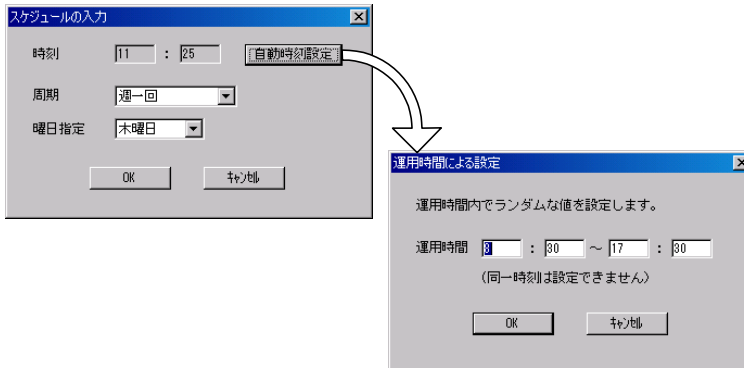 スケジュールの入力
時刻 11 : 25 自動時刻設定
周期 週一回
曜日指定 木曜日
OK キャンセル
運用時間による設定
運用時間内でランダムな値を設定します。
運用時間 8 : 30 ～ 17 : 30
(同一時刻は設定できません)
OK キャンセル